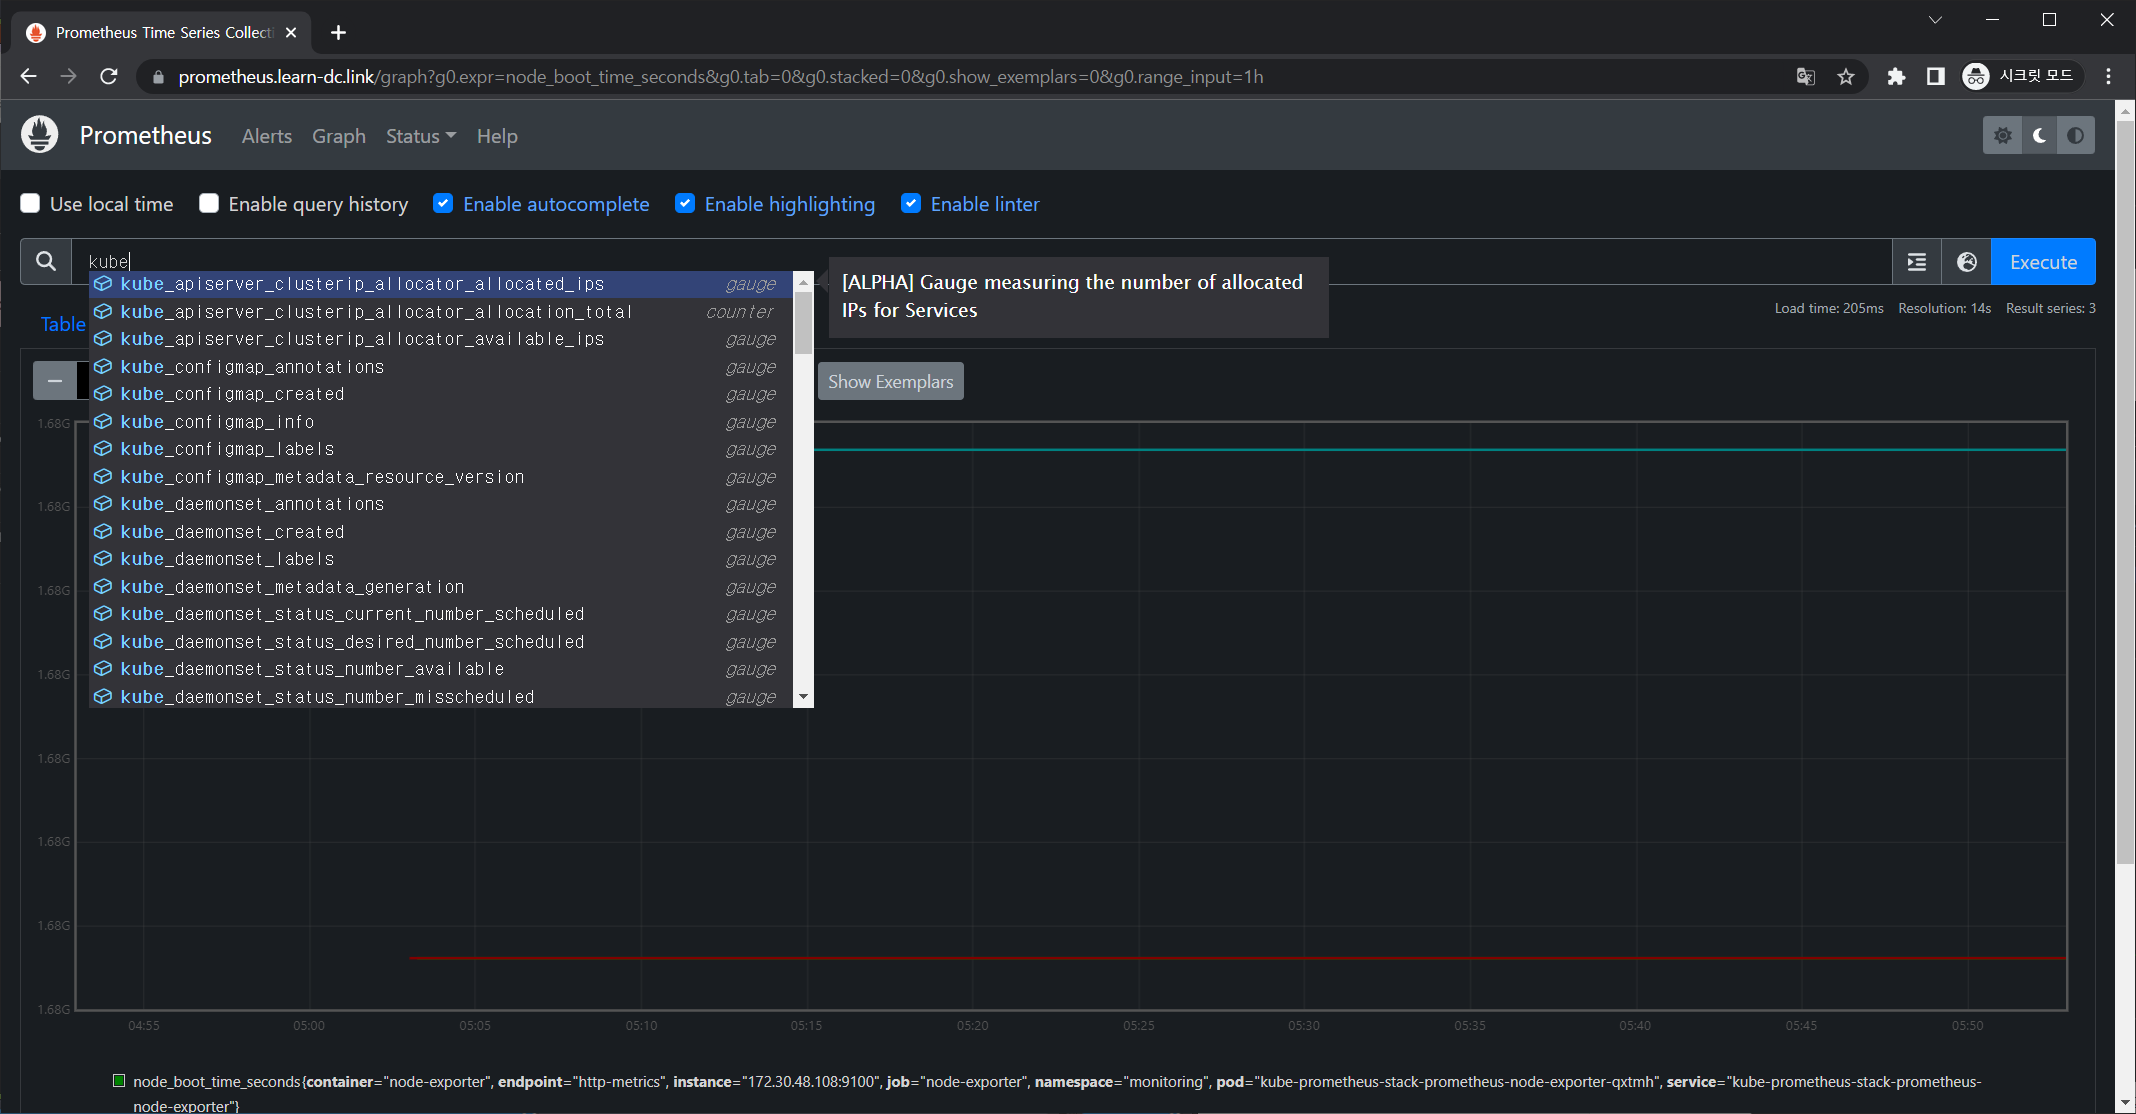 Prometheus Time Series Collecti
prometheus.learn-dc.link/graph?g0.expr=node_boot_time_seconds&g0.tab=0&g0.stacked=0&g0.show_exemplars=0&g0.range_input=1h
시크릿 모드
Prometheus Alerts Graph Status Help
Use local time Enable query history Enable autocomplete Enable highlighting Enable linter
kube
Execute
kube_apiserver_clusterip_allocator_allocated_ips gauge
[ALPHA] Gauge measuring the number of allocated
IPs for Services
Load time: 205ms Resolution: 14s Result series: 3
kube_apiserver_clusterip_allocator_allocation_total counter
Table
kube_apiserver_clusterip_allocator_available_ips gauge
kube_configmap_annotations gauge
Show Exemplars
kube_configmap_created gauge
kube_configmap_info gauge
kube_configmap_labels gauge
kube_configmap_metadata_resource_version gauge
kube_daemonset_annotations gauge
kube_daemonset_created gauge
kube_daemonset_labels gauge
kube_daemonset_metadata_generation gauge
kube_daemonset_status_current_number_scheduled gauge
kube_daemonset_status_desired_number_scheduled gauge
kube_daemonset_status_number_available gauge
kube_daemonset_status_number_misscheduled gauge
1.68G
1.68G
1.68G
1.68G
1.68G
1.68G
1.68G
1.68G
04:55 05:00 05:05 05:10 05:15 05:20 05:25 05:30 05:35 05:40 05:45 05:50
node_boot_time_seconds{container="node-exporter", endpoint="http-metrics", instance="172.30.48.108:9100", job="node-exporter", namespace="monitoring", pod="kube-prometheus-stack-prometheus-node-exporter-qxtmh", service="kube-prometheus-stack-prometheus-
node-exporter"}